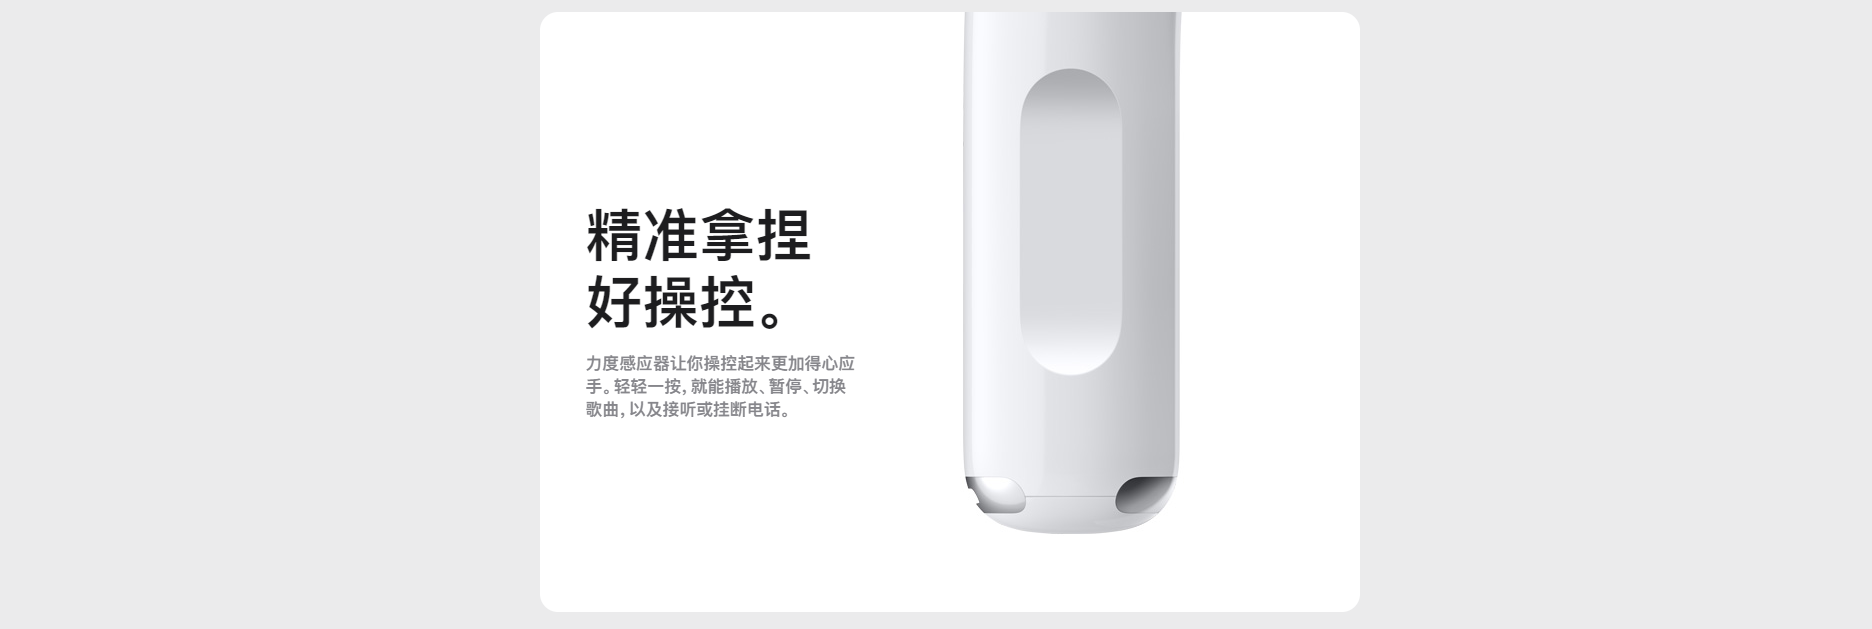 精准拿捏
好操控。
力度感应器让你操控起来更加得心应
手。轻轻一按，就能播放、暂停、切换
歌曲，以及接听或挂断电话。